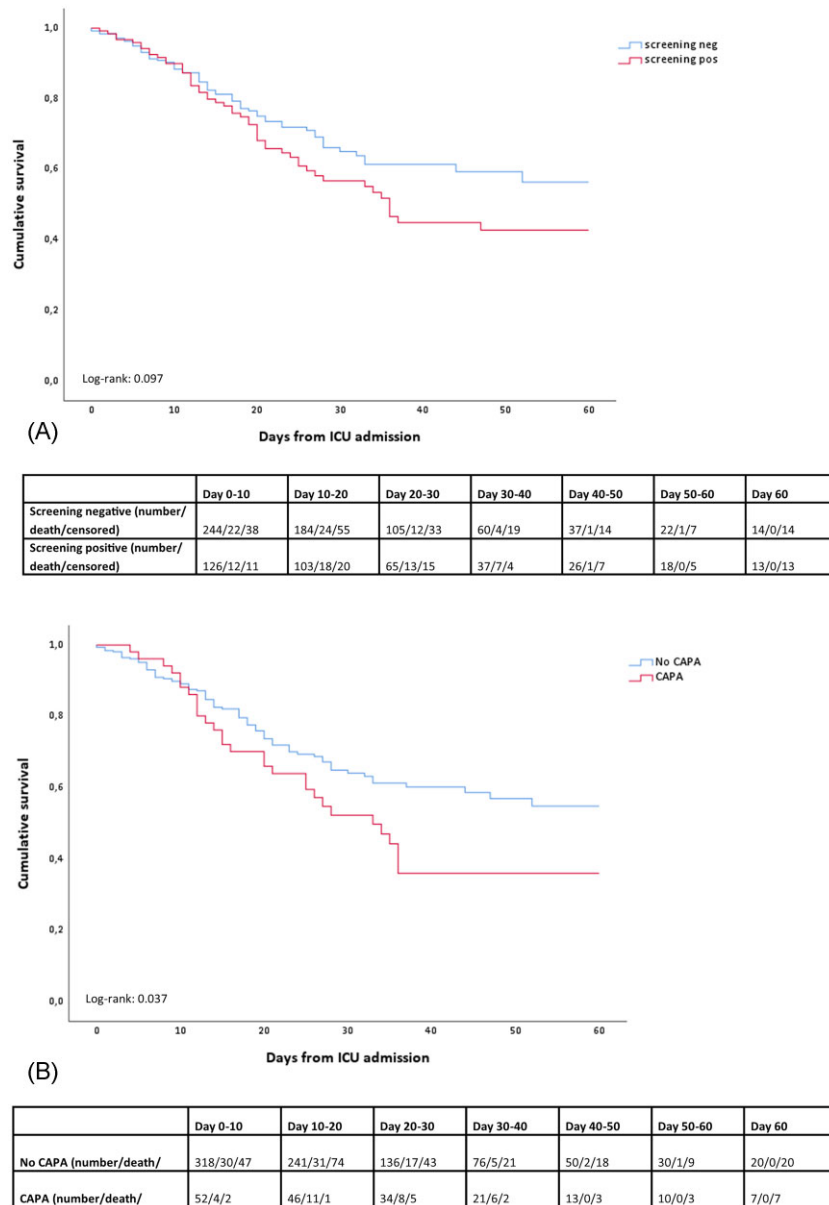 1,0
0,8
0,6
0,4
0,2
0,0
Cumulative survival
screening neg
screening pos
Log-rank: 0.097
0 10 20 30 40 50 60
Days from ICU admission
(A)
Day 0-10 Day 10-20 Day 20-30 Day 30-40 Day 40-50 Day 50-60 Day 60
Screening negative (number/
death/censored) 244/22/38 184/24/55 105/12/33 60/4/19 37/1/14 22/1/7 14/0/14
Screening positive (number/
death/censored) 126/12/11 103/18/20 65/13/15 37/7/4 26/1/7 18/0/5 13/0/13
1,0
0,8
0,6
0,4
0,2
0,0
Cumulative survival
No CAPA
CAPA
Log-rank: 0.037
0 10 20 30 40 50 60
Days from ICU admission
(B)
Day 0-10 Day 10-20 Day 20-30 Day 30-40 Day 40-50 Day 50-60 Day 60
No CAPA (number/death/ 318/30/47 241/31/74 136/17/43 76/5/21 50/2/18 30/1/9 20/0/20
CAPA (number/death/ 52/4/2 46/11/1 34/8/5 21/6/2 13/0/3 10/0/3 7/0/7